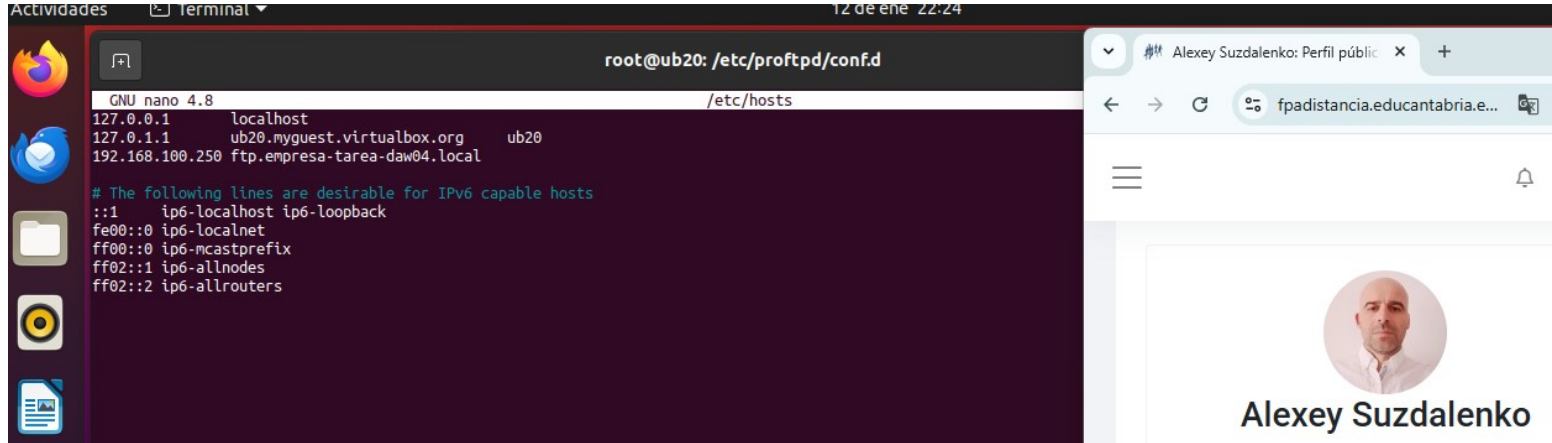 Actividades Terminal 12 de ene 22:24
root@ub20: /etc/proftpd/conf.d
GNU nano 4.8 /etc/hosts
127.0.0.1 localhost
127.0.1.1 ub20.myguest.virtualbox.org ub20
192.168.100.250 ftp.empresa-tarea-daw04.local
# The following lines are desirable for IPv6 capable hosts
::1 ip6-localhost ip6-loopback
fe00::0 ip6-localnet
ff00::0 ip6-mcastprefix
ff02::1 ip6-allnodes
ff02::2 ip6-allrouters
Alexey Suzdalenko: Perfil públic
fpadistancia.educantabria.e...
Alexey Suzdalenko